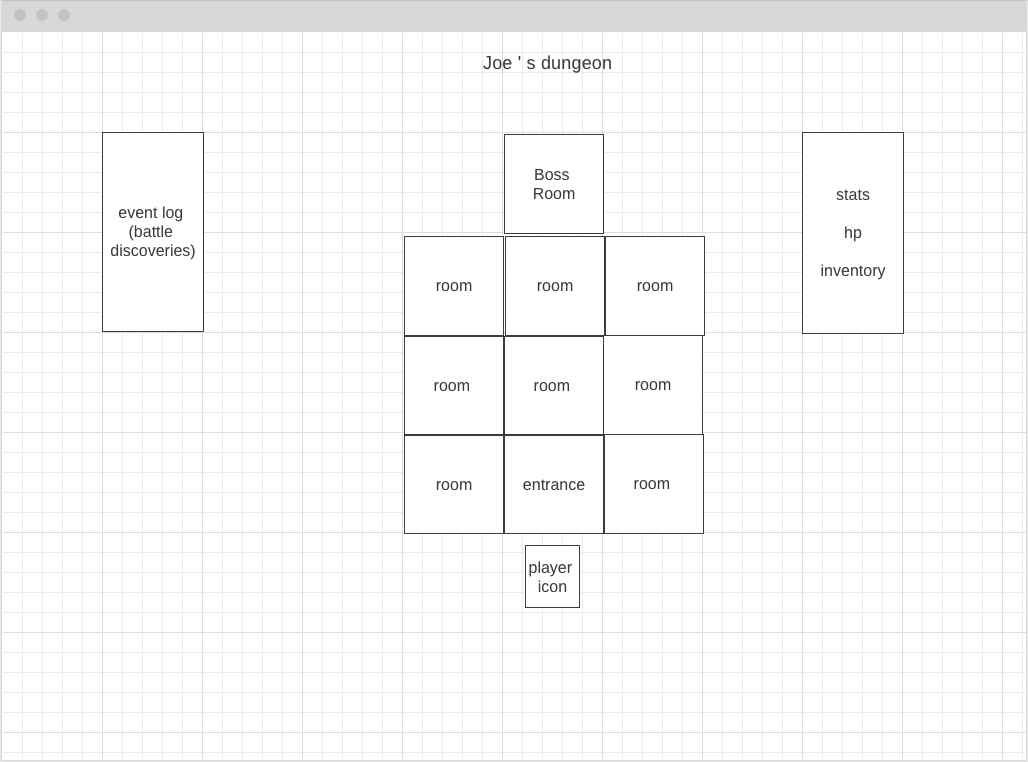 Joe ' s dungeon
event log
(battle
discoveries)
Boss
Room
stats
hp
inventory
room
room
room
room
room
room
room
entrance
room
player
icon